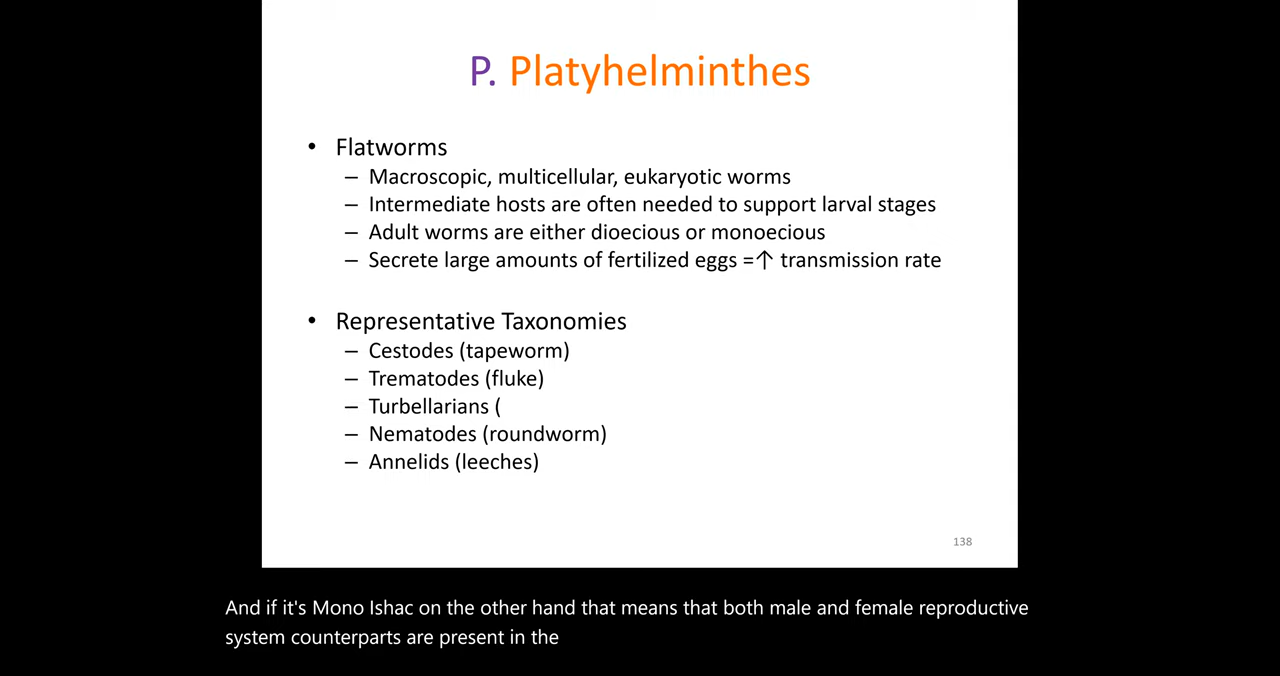 P. Platyhelminthes
• Flatworms
– Macroscopic, multicellular, eukaryotic worms
– Intermediate hosts are often needed to support larval stages
– Adult worms are either dioecious or monoecious
– Secrete large amounts of fertilized eggs =↑ transmission rate
• Representative Taxonomies
– Cestodes (tapeworm)
– Trematodes (fluke)
– Turbellarians (
– Nematodes (roundworm)
– Annelids (leeches)
138
And if it's Mono Ishac on the other hand that means that both male and female reproductive
system counterparts are present in the